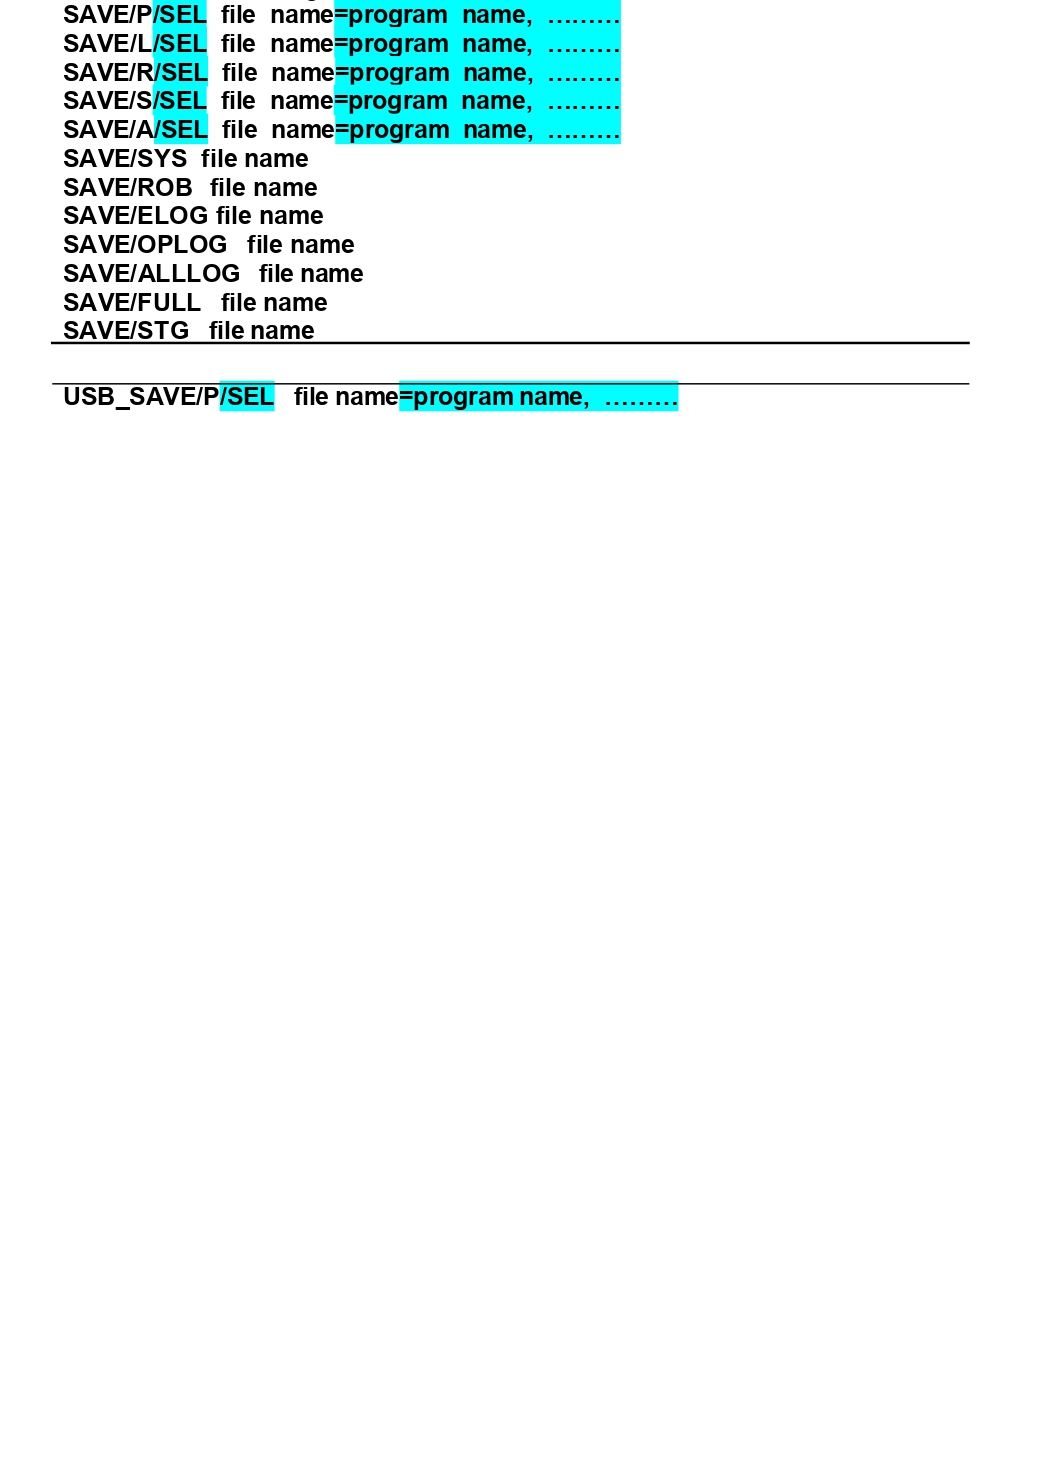 SAVE/P/SEL file name=program name, ………
SAVE/L/SEL file name=program name, ………
SAVE/R/SEL file name=program name, ………
SAVE/S/SEL file name=program name, ………
SAVE/A/SEL file name=program name, ………
SAVE/SYS file name
SAVE/ROB file name
SAVE/ELOG file name
SAVE/OPLOG file name
SAVE/ALLLOG file name
SAVE/FULL file name
SAVE/STG file name
USB_SAVE/P/SEL file name=program name, ………